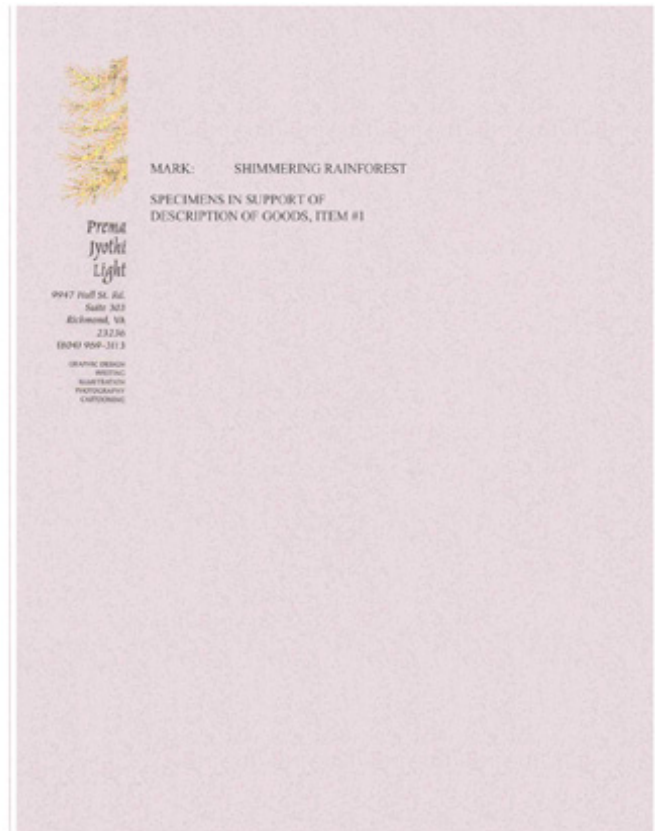 MARK: SHIMMERING RAINFOREST
SPECIMENS IN SUPPORT OF
DESCRIPTION OF GOODS, ITEM #1
Prema
Jyothi
Light
9947 Hull St. Rd.
Suite 303
Richmond, VA
23236
(804) 969-3113
GRAPHIC DESIGN
WRITING
ILLUSTRATION
PHOTOGRAPHY
CARTOONING